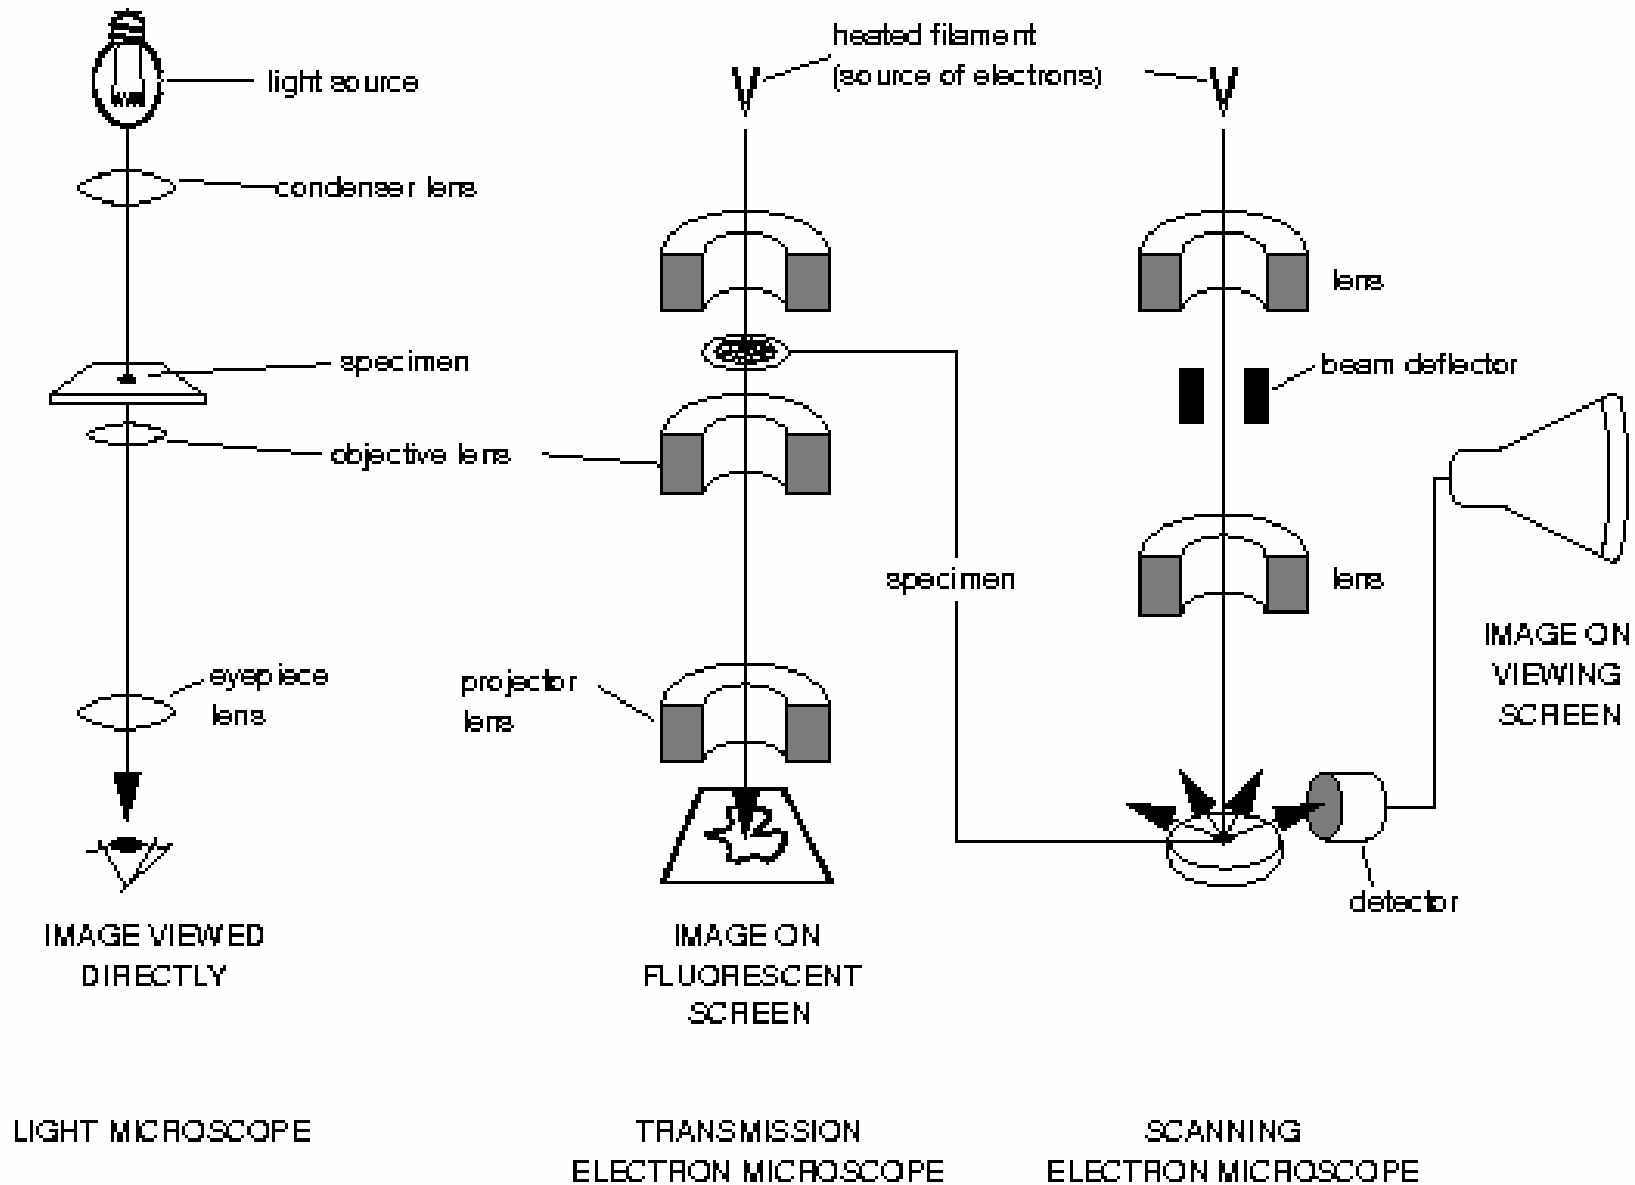 light source
condenser lens
specimen
objective lens
eyepiece
lens
IMAGE VIEWED
DIRECTLY
LIGHT MICROSCOPE
heated filament
(source of electrons)
specimen
projector
lens
IMAGE ON
FLUORESCENT
SCREEN
TRANSMISSION
ELECTRON MICROSCOPE
lens
beam deflector
lens
IMAGE ON
VIEWING
SCREEN
detector
SCANNING
ELECTRON MICROSCOPE